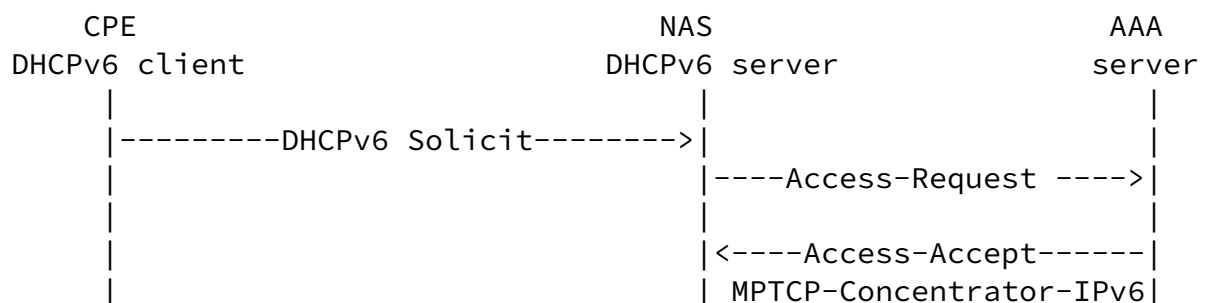 CPE NAS AAA
DHCPv6 client DHCPv6 server server
| | |
|---------DHCPv6 Solicit-------->| |
| |----Access-Request ---->|
| | |
| |<----Access-Accept------|
| | MPTCP-Concentrator-IPv6|